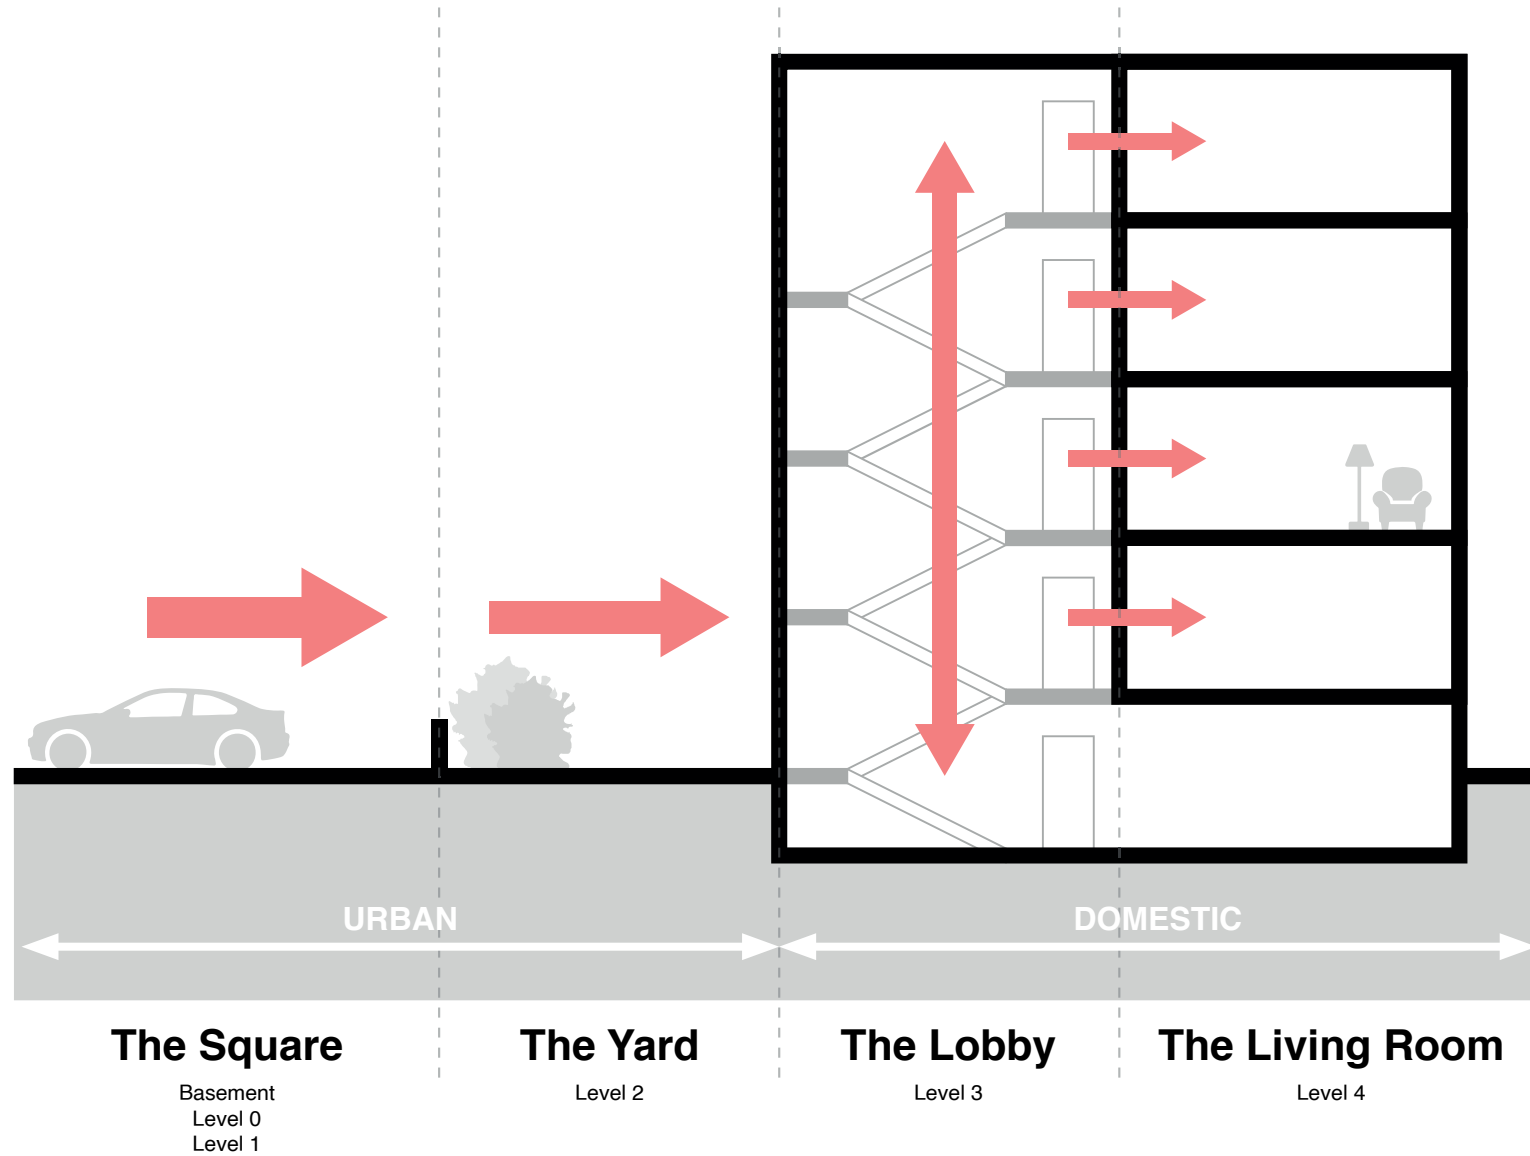 URBAN
DOMESTIC
The Square
Basement
Level 0
Level 1
The Yard
Level 2
The Lobby
Level 3
The Living Room
Level 4